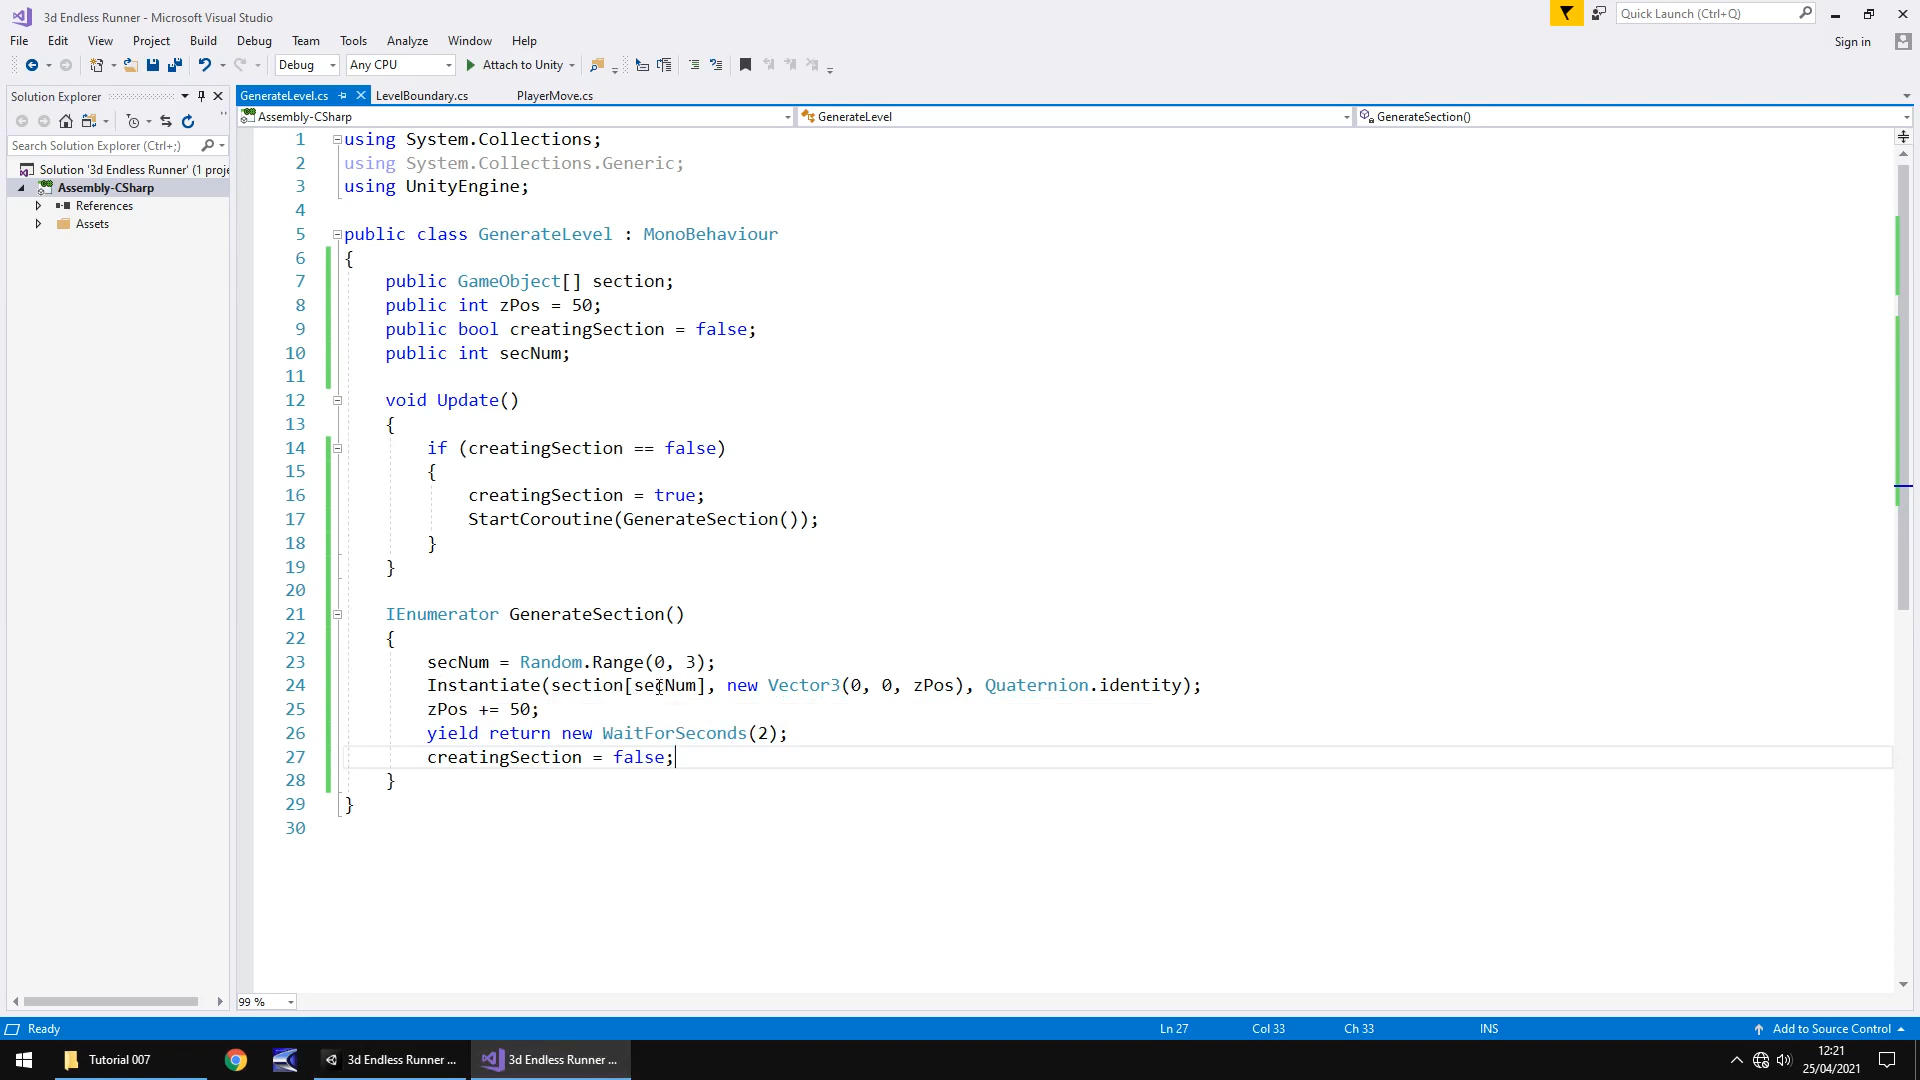 3d Endless Runner - Microsoft Visual Studio
Quick Launch (Ctrl+Q)
File Edit View Project Build Debug Team Tools Analyze Window Help
Sign in
Debug Any CPU Attach to Unity
Solution Explorer
GenerateLevel.cs LevelBoundary.cs PlayerMove.cs
Assembly-CSharp GenerateLevel GenerateSection()
Search Solution Explorer (Ctrl+;)
Solution '3d Endless Runner' (1 proje
Assembly-CSharp
References
Assets
1 using System.Collections;
2 using System.Collections.Generic;
3 using UnityEngine;
4
5 public class GenerateLevel : MonoBehaviour
6 {
7 public GameObject[] section;
8 public int zPos = 50;
9 public bool creatingSection = false;
10 public int secNum;
11
12 void Update()
13 {
14 if (creatingSection == false)
15 {
16 creatingSection = true;
17 StartCoroutine(GenerateSection());
18 }
19 }
20
21 IEnumerator GenerateSection()
22 {
23 secNum = Random.Range(0, 3);
24 Instantiate(section[secNum], new Vector3(0, 0, zPos), Quaternion.identity);
25 zPos += 50;
26 yield return new WaitForSeconds(2);
27 creatingSection = false;
28 }
29 }
30
99 %
Ready Ln 27 Col 33 Ch 33 INS Add to Source Control
Tutorial 007 3d Endless Runner ... 3d Endless Runner ... 12:21
25/04/2021